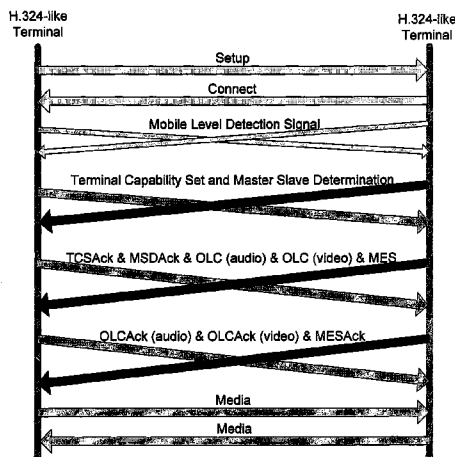 H.324-like
Terminal
H.324-like
Terminal
Setup
Connect
Mobile Level Detection Signal
Terminal Capability Set and Master Slave Determination
TCSAck & MSDAck & OLC (audio) & OLC (video) & MES
OLCAck (audio) & OLCAck (video) & MESAck
Media
Media